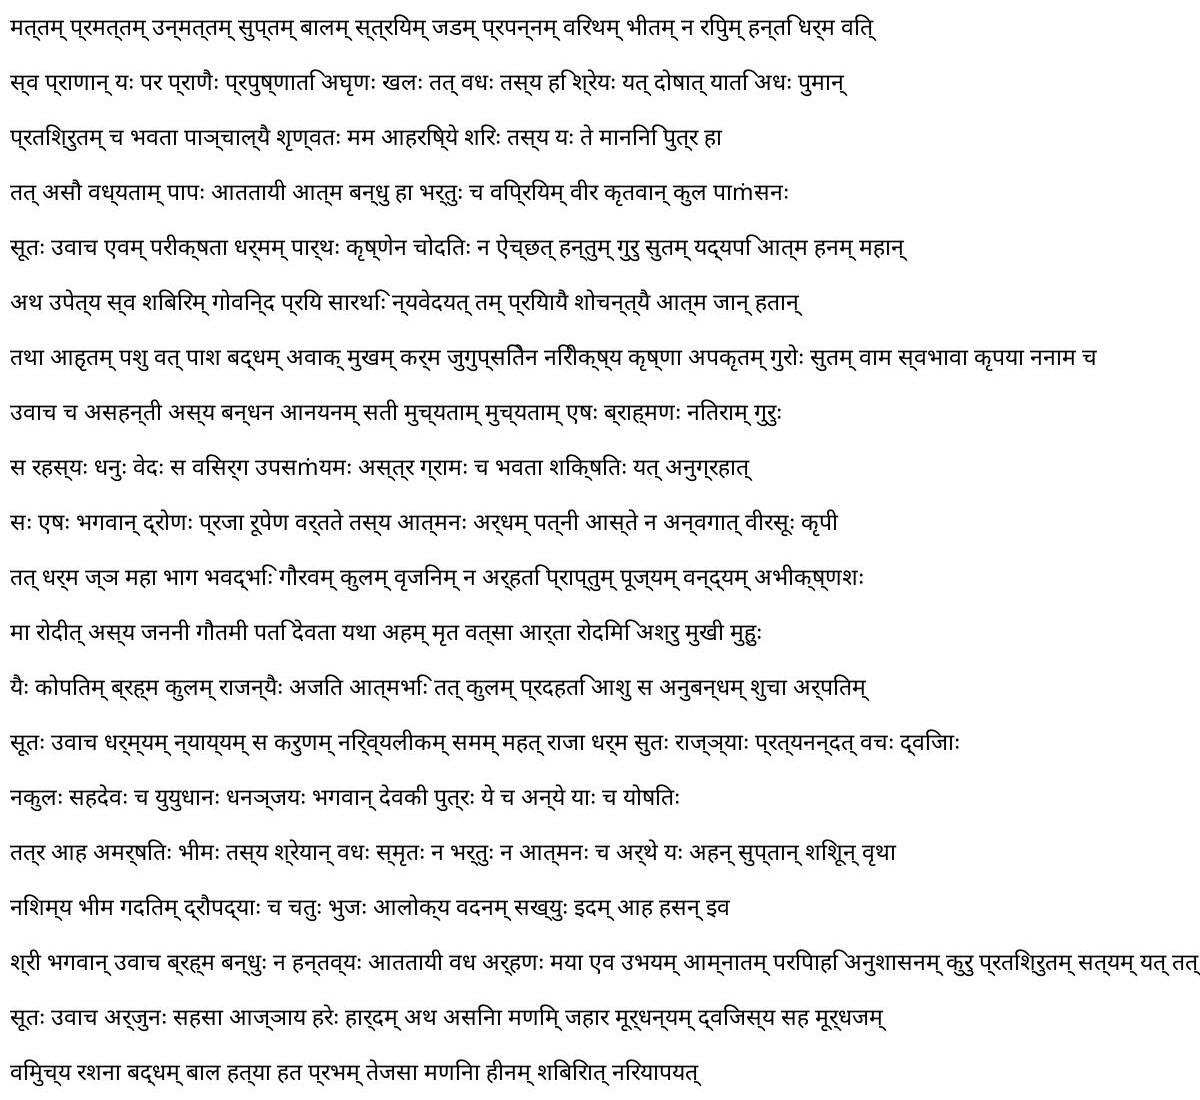 मत्तम् प्रमत्तम् उन्मत्तम् सुप्तम् बालम् स्त्रियम् जडम् प्रपन्नम् विरथम् भीतम् न रिपुम् हन्ति धर्म वित्
स्व प्राणान् यः पर प्राणैः प्रपुष्णाति अघृणः खलः तत् वधः तस्य हि श्रेयः यत् दोषात् याति अधः पुमान्
प्रतिश्रुतम् च भवता पाञ्चाल्यै शृण्वतः मम आहरिष्ये शिरः तस्य यः ते मानिनि पुत्र हा
तत् असौ वध्यताम् पापः आततायी आत्म बन्धु हा भर्तुः च विप्रियम् वीर कृतवान् कुल पाṁसनः
सूतः उवाच एवम् परीक्षता धर्मम् पार्थः कृष्णेन चोदितः न ऐच्छत् हन्तुम् गुरु सुतम् यद्यपि आत्म हनम् महान्
अथ उपेत्य स्व शिबिरम् गोविन्द प्रिय सारथिः न्यवेदयत् तम् प्रियायै शोचन्त्यै आत्म जान् हतान्
तथा आहृतम् पशु वत् पाश बद्धम् अवाक् मुखम् कर्म जुगुप्सितेन निरीक्ष्य कृष्णा अपकृतम् गुरोः सुतम् वाम स्वभावा कृपया ननाम च
उवाच च असहन्ती अस्य बन्धन आनयनम् सती मुच्यताम् मुच्यताम् एषः ब्राह्मणः नितराम् गुरुः
स रहस्यः धनुः वेदः स विसर्ग उपसṁयमः अस्त्र ग्रामः च भवता शिक्षितः यत् अनुग्रहात्
सः एषः भगवान् द्रोणः प्रजा रूपेण वर्तते तस्य आत्मनः अर्धम् पत्नी आस्ते न अन्वगात् वीरसूः कृपी
तत् धर्म ज्ञ महा भाग भवद्भिः गौरवम् कुलम् वृजिनम् न अर्हति प्राप्तुम् पूज्यम् वन्द्यम् अभीक्ष्णशः
मा रोदीत् अस्य जननी गौतमी पति देवता यथा अहम् मृत वत्सा आर्ता रोदिमि अश्रु मुखी मुहुः
यैः कोपितम् ब्रह्म कुलम् राजन्यैः अजित आत्मभिः तत् कुलम् प्रदहति आशु स अनुबन्धम् शुचा अर्पितम्
सूतः उवाच धर्म्यम् न्याय्यम् स करुणम् निर्व्यलीकम् समम् महत् राजा धर्म सुतः राज्ञ्याः प्रत्यनन्दत् वचः द्विजाः
नकुलः सहदेवः च युयुधानः धनञ्जयः भगवान् देवकी पुत्रः ये च अन्ये याः च योषितः
तत्र आह अमर्षितः भीमः तस्य श्रेयान् वधः स्मृतः न भर्तुः न आत्मनः च अर्थे यः अहन् सुप्तान् शिशून् वृथा
निशम्य भीम गदितम् द्रौपद्याः च चतुः भुजः आलोक्य वदनम् सख्युः इदम् आह हसन् इव
श्री भगवान् उवाच ब्रह्म बन्धुः न हन्तव्यः आततायी वध अर्हणः मया एव उभयम् आम्नातम् परिपाहि अनुशासनम् कुरु प्रतिश्रुतम् सत्यम् यत् तत्
सूतः उवाच अर्जुनः सहसा आज्ञाय हरेः हार्दम् अथ असिना मणिम् जहार मूर्धन्यम् द्विजस्य सह मूर्धजम्
विमुच्य रशना बद्धम् बाल हत्या हत प्रभम् तेजसा मणिना हीनम् शिबिरात् निरयापयत्